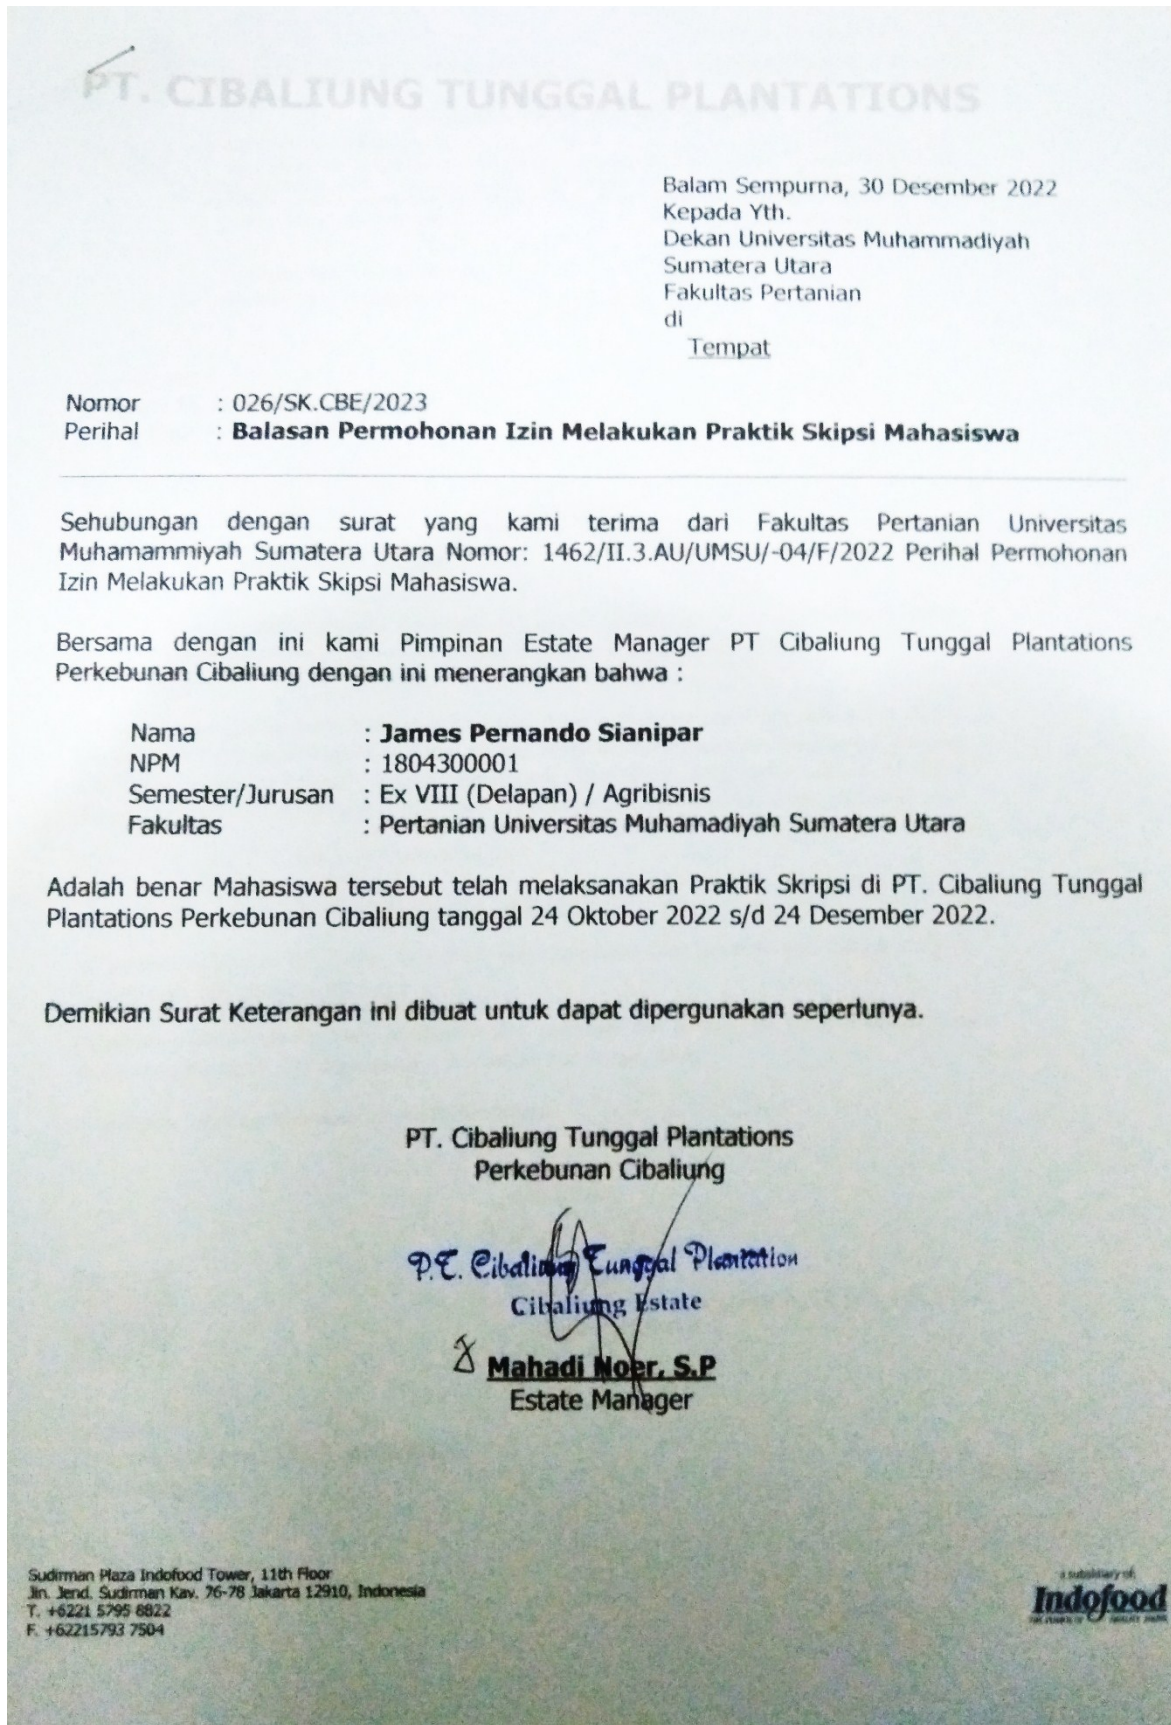 PT. CIBALIUNG TUNGGAL PLANTATIONS
Balam Sempurna, 30 Desember 2022
Kepada Yth.
Dekan Universitas Muhammadiyah
Sumatera Utara
Fakultas Pertanian
di
Tempat
Nomor : 026/SK.CBE/2023
Perihal : Balasan Permohonan Izin Melakukan Praktik Skipsi Mahasiswa
Sehubungan dengan surat yang kami terima dari Fakultas Pertanian Universitas
Muhamammiyah Sumatera Utara Nomor: 1462/II.3.AU/UMSU/-04/F/2022 Perihal Permohonan
Izin Melakukan Praktik Skipsi Mahasiswa.
Bersama dengan ini kami Pimpinan Estate Manager PT Cibaliung Tunggal Plantations
Perkebunan Cibaliung dengan ini menerangkan bahwa :
Nama : James Pernando Sianipar
NPM : 1804300001
Semester/Jurusan : Ex VIII (Delapan) / Agribisnis
Fakultas : Pertanian Universitas Muhamadiyah Sumatera Utara
Adalah benar Mahasiswa tersebut telah melaksanakan Praktik Skripsi di PT. Cibaliung Tunggal
Plantations Perkebunan Cibaliung tanggal 24 Oktober 2022 s/d 24 Desember 2022.
Demikian Surat Keterangan ini dibuat untuk dapat dipergunakan seperlunya.
PT. Cibaliung Tunggal Plantations
Perkebunan Cibaliung
P.T. Cibaliung Tunggal Plantation
Cibaliung Estate
Mahadi Noer, S.P
Estate Manager
Sudirman Plaza Indofood Tower, 11th Floor
Jln. Jend. Sudirman Kav. 76-78 Jakarta 12910, Indonesia
T. +6221 5795 8822
F. +62215793 7504
a subsidiary of:
Indofood